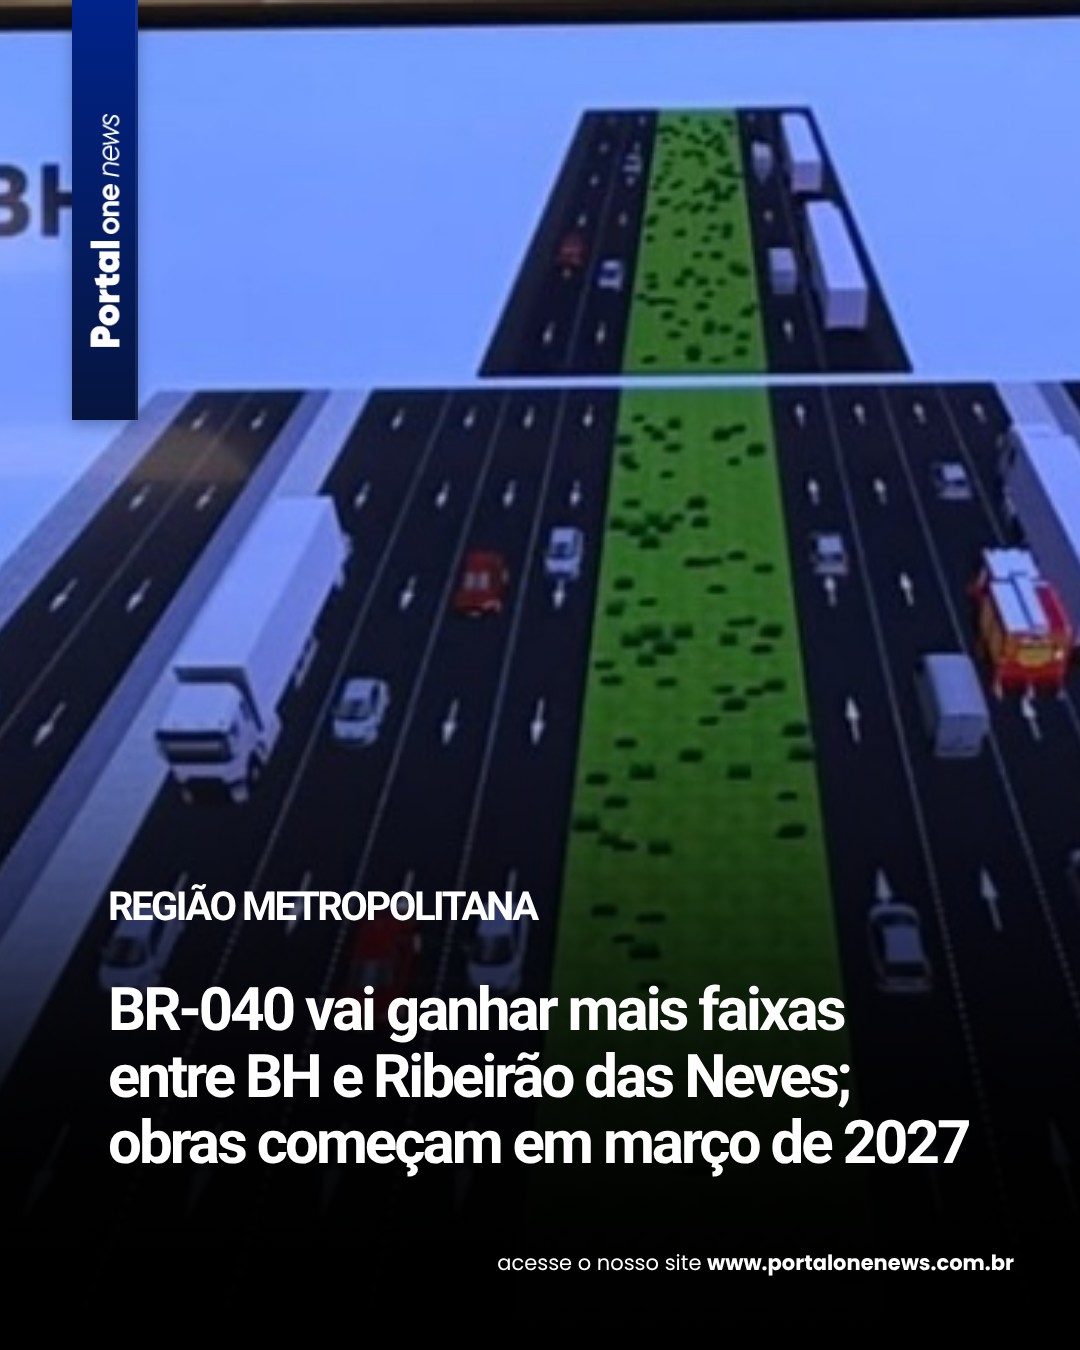 BH
Portal one news
REGIÃO METROPOLITANA
BR-040 vai ganhar mais faixas
entre BH e Ribeirão das Neves;
obras começam em março de 2027
acesse o nosso site www.portalonenews.com.br